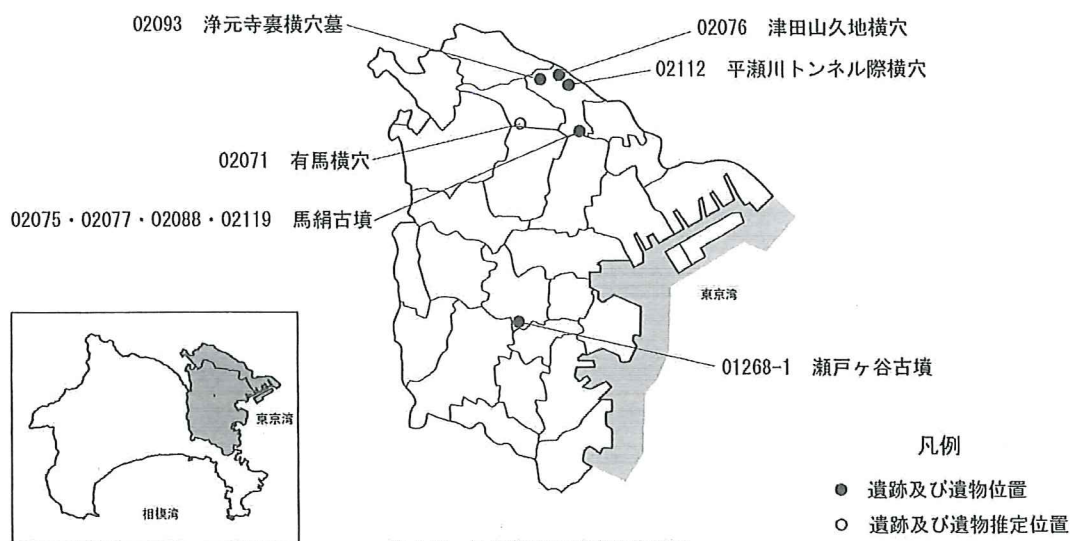 02093 浄元寺裏横穴墓
02076 津田山久地横穴
02112 平瀬川トンネル際横穴
02071 有馬横穴
02075・02077・02088・02119 馬絹古墳
東京湾
01268-1 瀬戸ヶ谷古墳
東京湾
相模湾
凡例
遺跡及び遺物位置
遺跡及び遺物推定位置